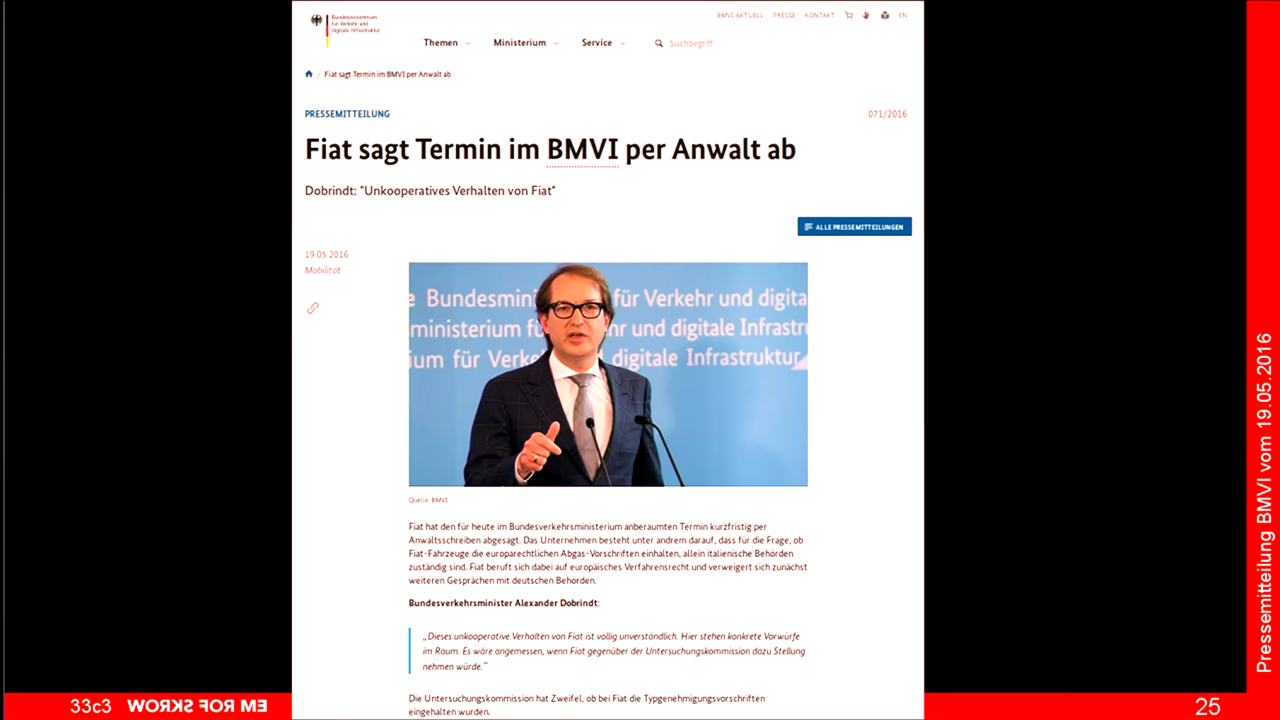 Bundesministerium
für Verkehr und
digitale Infrastruktur
BMVI AKTUELL PRESSE KONTAKT EN
Themen Ministerium Service Suchbegriff
/ Fiat sagt Termin im BMVI per Anwalt ab
PRESSEMITTEILUNG 071/2016
Fiat sagt Termin im BMVI per Anwalt ab
Dobrindt: "Unkooperatives Verhalten von Fiat"
ALLE PRESSEMITTEILUNGEN
19.05.2016
Mobilität
e Bundesmini für Verkehr und digita
ministerium fü hr und digitale Infrastru
ium für Verke digitale Infrastruktur
Quelle: BMVI
Fiat hat den für heute im Bundesverkehrsministerium anberaumten Termin kurzfristig per
Anwaltsschreiben abgesagt. Das Unternehmen besteht unter andrem darauf, dass für die Frage, ob
Fiat-Fahrzeuge die europarechtlichen Abgas-Vorschriften einhalten, allein italienische Behörden
zuständig sind. Fiat beruft sich dabei auf europäisches Verfahrensrecht und verweigert sich zunächst
weiteren Gesprächen mit deutschen Behörden.
Bundesverkehrsminister Alexander Dobrindt:
„Dieses unkooperative Verhalten von Fiat ist völlig unverständlich. Hier stehen konkrete Vorwürfe
im Raum. Es wäre angemessen, wenn Fiat gegenüber der Untersuchungskommission dazu Stellung
nehmen würde."
Die Untersuchungskommission hat Zweifel, ob bei Fiat die Typgenehmigungsvorschriften
eingehalten wurden.
Pressemitteilung BMVI vom 19.05.2016
33c3 WORKS FOR ME
25